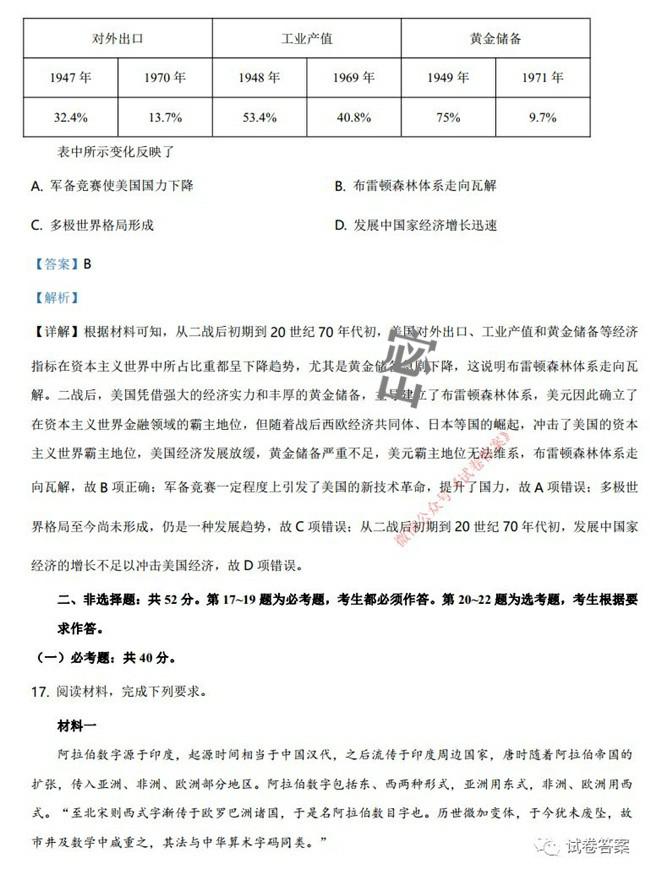 对外出口 工业产值 黄金储备
1947 年 1970 年 1948 年 1969 年 1949 年 1971 年
32.4% 13.7% 53.4% 40.8% 75% 9.7%
表中所示变化反映了
A. 军备竞赛使美国国力下降 B. 布雷顿森林体系走向瓦解
C. 多极世界格局形成 D. 发展中国家经济增长迅速
【答案】B
【解析】
【详解】根据材料可知，从二战后初期到 20 世纪 70 年代初，美国对外出口、工业产值和黄金储备等经济
指标在资本主义世界中所占比重都呈下降趋势，尤其是黄金储备急剧下降，这说明布雷顿森林体系走向瓦
解。二战后，美国凭借强大的经济实力和丰厚的黄金储备，主导建立了布雷顿森林体系，美元因此确立了
在资本主义世界金融领域的霸主地位，但随着战后西欧经济共同体、日本等国的崛起，冲击了美国的资本
主义世界霸主地位，美国经济发展放缓，黄金储备严重不足，美元霸主地位无法维系，布雷顿森林体系走
向瓦解，故 B 项正确；军备竞赛一定程度上引发了美国的新技术革命，提升了国力，故 A 项错误；多极世
界格局至今尚未形成，仍是一种发展趋势，故 C 项错误；从二战后初期到 20 世纪 70 年代初，发展中国家
经济的增长不足以冲击美国经济，故 D 项错误。
二、非选择题：共 52 分。第 17~19 题为必考题，考生都必须作答。第 20~22 题为选考题，考生根据要
求作答。
（一）必考题：共 40 分。
17. 阅读材料，完成下列要求。
材料一
阿拉伯数字源于印度，起源时间相当于中国汉代，之后流传于印度周边国家，唐时随着阿拉伯帝国的
扩张，传入亚洲、非洲、欧洲部分地区。阿拉伯数字包括东、西两种形式，亚洲用东式，非洲、欧洲用西
式。“至北宋则西式字渐传于欧罗巴洲诸国，于是名阿拉伯数目字也。历世微加变体，于今犹未废坠，故
市井及数学中咸重之，其法与中华算术字码同类。”
密
微信公众号《试卷答案》
试卷答案